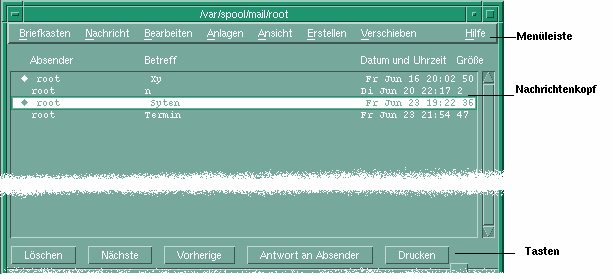 /var/spool/mail/root
Briefkasten Nachricht Bearbeiten Anlagen Ansicht Erstellen Verschieben Hilfe
Menüleiste
Absender Betreff Datum und Uhrzeit Größe
root Xy Fr Jun 16 20:02 50
root n Di Jun 20 22:17 2
Nachrichtenkopf
root Syten Fr Jun 23 19:22 36
root Termin Fr Jun 23 21:54 47
Löschen Nächste Vorherige Antwort an Absender Drucken
Tasten